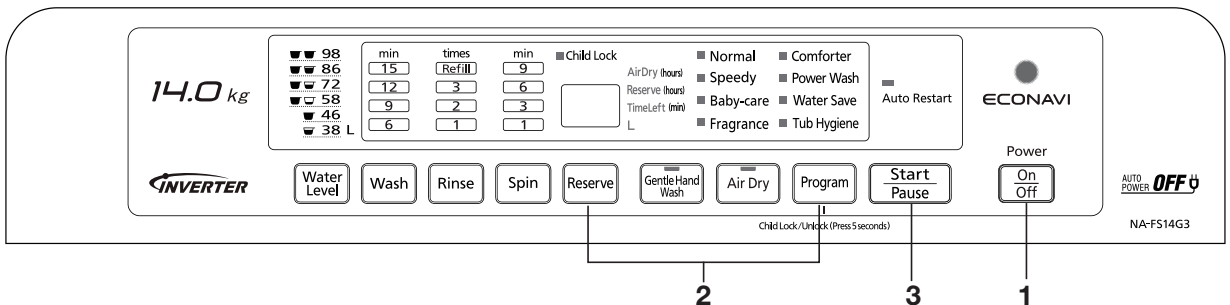 14.0 kg
98
86
72
58
46
38 L
min times min
15 Refill 9
12 3 6
9 2 3
6 1 1
Child Lock
AirDry (hours)
Reserve (hours)
TimeLeft (min)
L
Normal Comforter
Speedy Power Wash
Baby-care Water Save
Fragrance Tub Hygiene
Auto Restart
ECONAVI
Power
INVERTER
Water
Level
Wash
Rinse
Spin
Reserve
Gentle Hand
Wash
Air Dry
Program
Start
Pause
On
Off
AUTO
POWER OFF
Child Lock/Unlock (Press 5 seconds)
NA-FS14G3
2 3 1